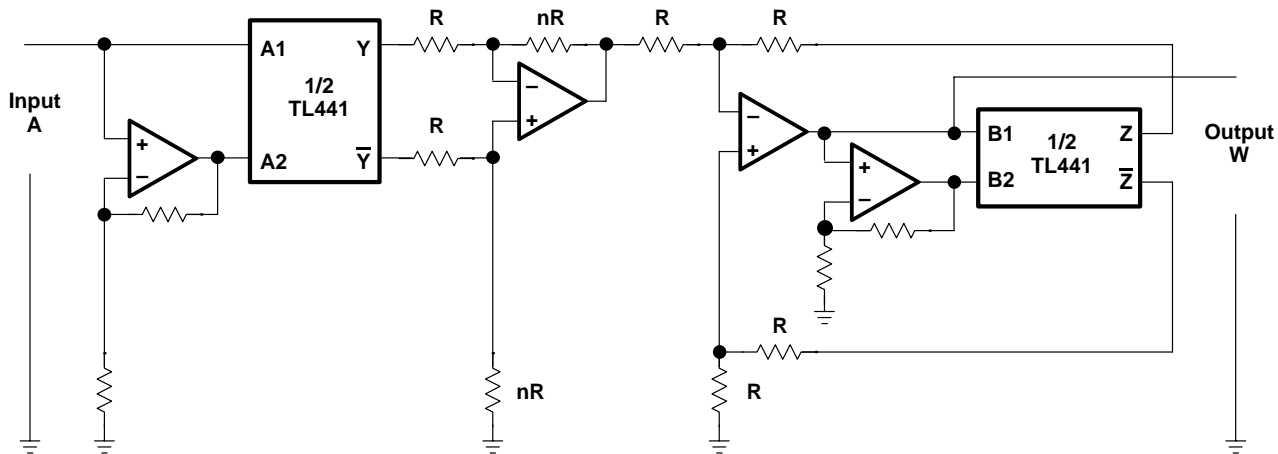 R
nR
R
R
A1
Y
1/2
TL441
Input
A
−
+
R
−
+
B1
Z
1/2
TL441
Output
W
+
−
A2
Y
+
−
B2
Z
R
nR
R